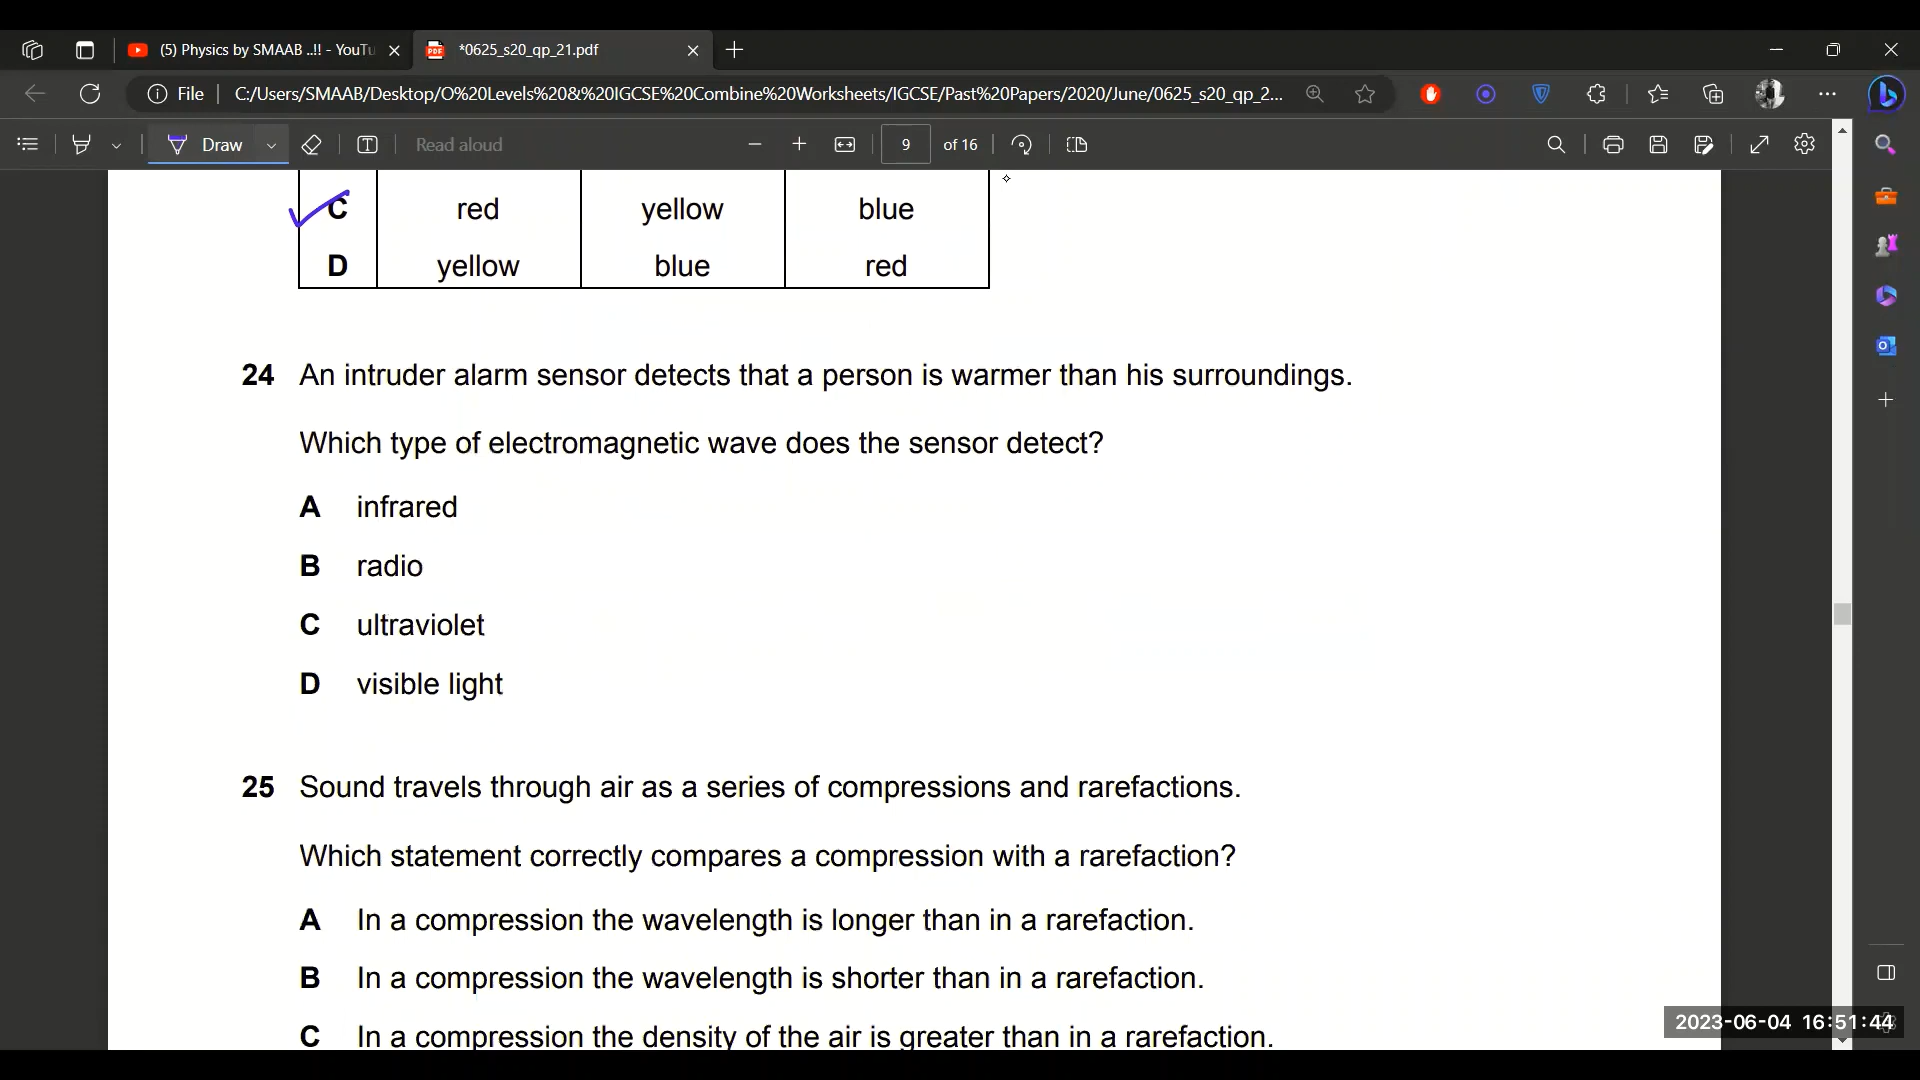 (5) Physics by SMAAB ..!! - YouTu
*0625_s20_qp_21.pdf
File
C:/Users/SMAAB/Desktop/O%20Levels%20&%20IGCSE%20Combine%20Worksheets/IGCSE/Past%20Papers/2020/June/0625_s20_qp_2...
Draw
Read aloud
9 of 16
C red yellow blue
D yellow blue red
24 An intruder alarm sensor detects that a person is warmer than his surroundings.
Which type of electromagnetic wave does the sensor detect?
A infrared
B radio
C ultraviolet
D visible light
25 Sound travels through air as a series of compressions and rarefactions.
Which statement correctly compares a compression with a rarefaction?
A In a compression the wavelength is longer than in a rarefaction.
B In a compression the wavelength is shorter than in a rarefaction.
C In a compression the density of the air is greater than in a rarefaction.
2023-06-04 16:51:44